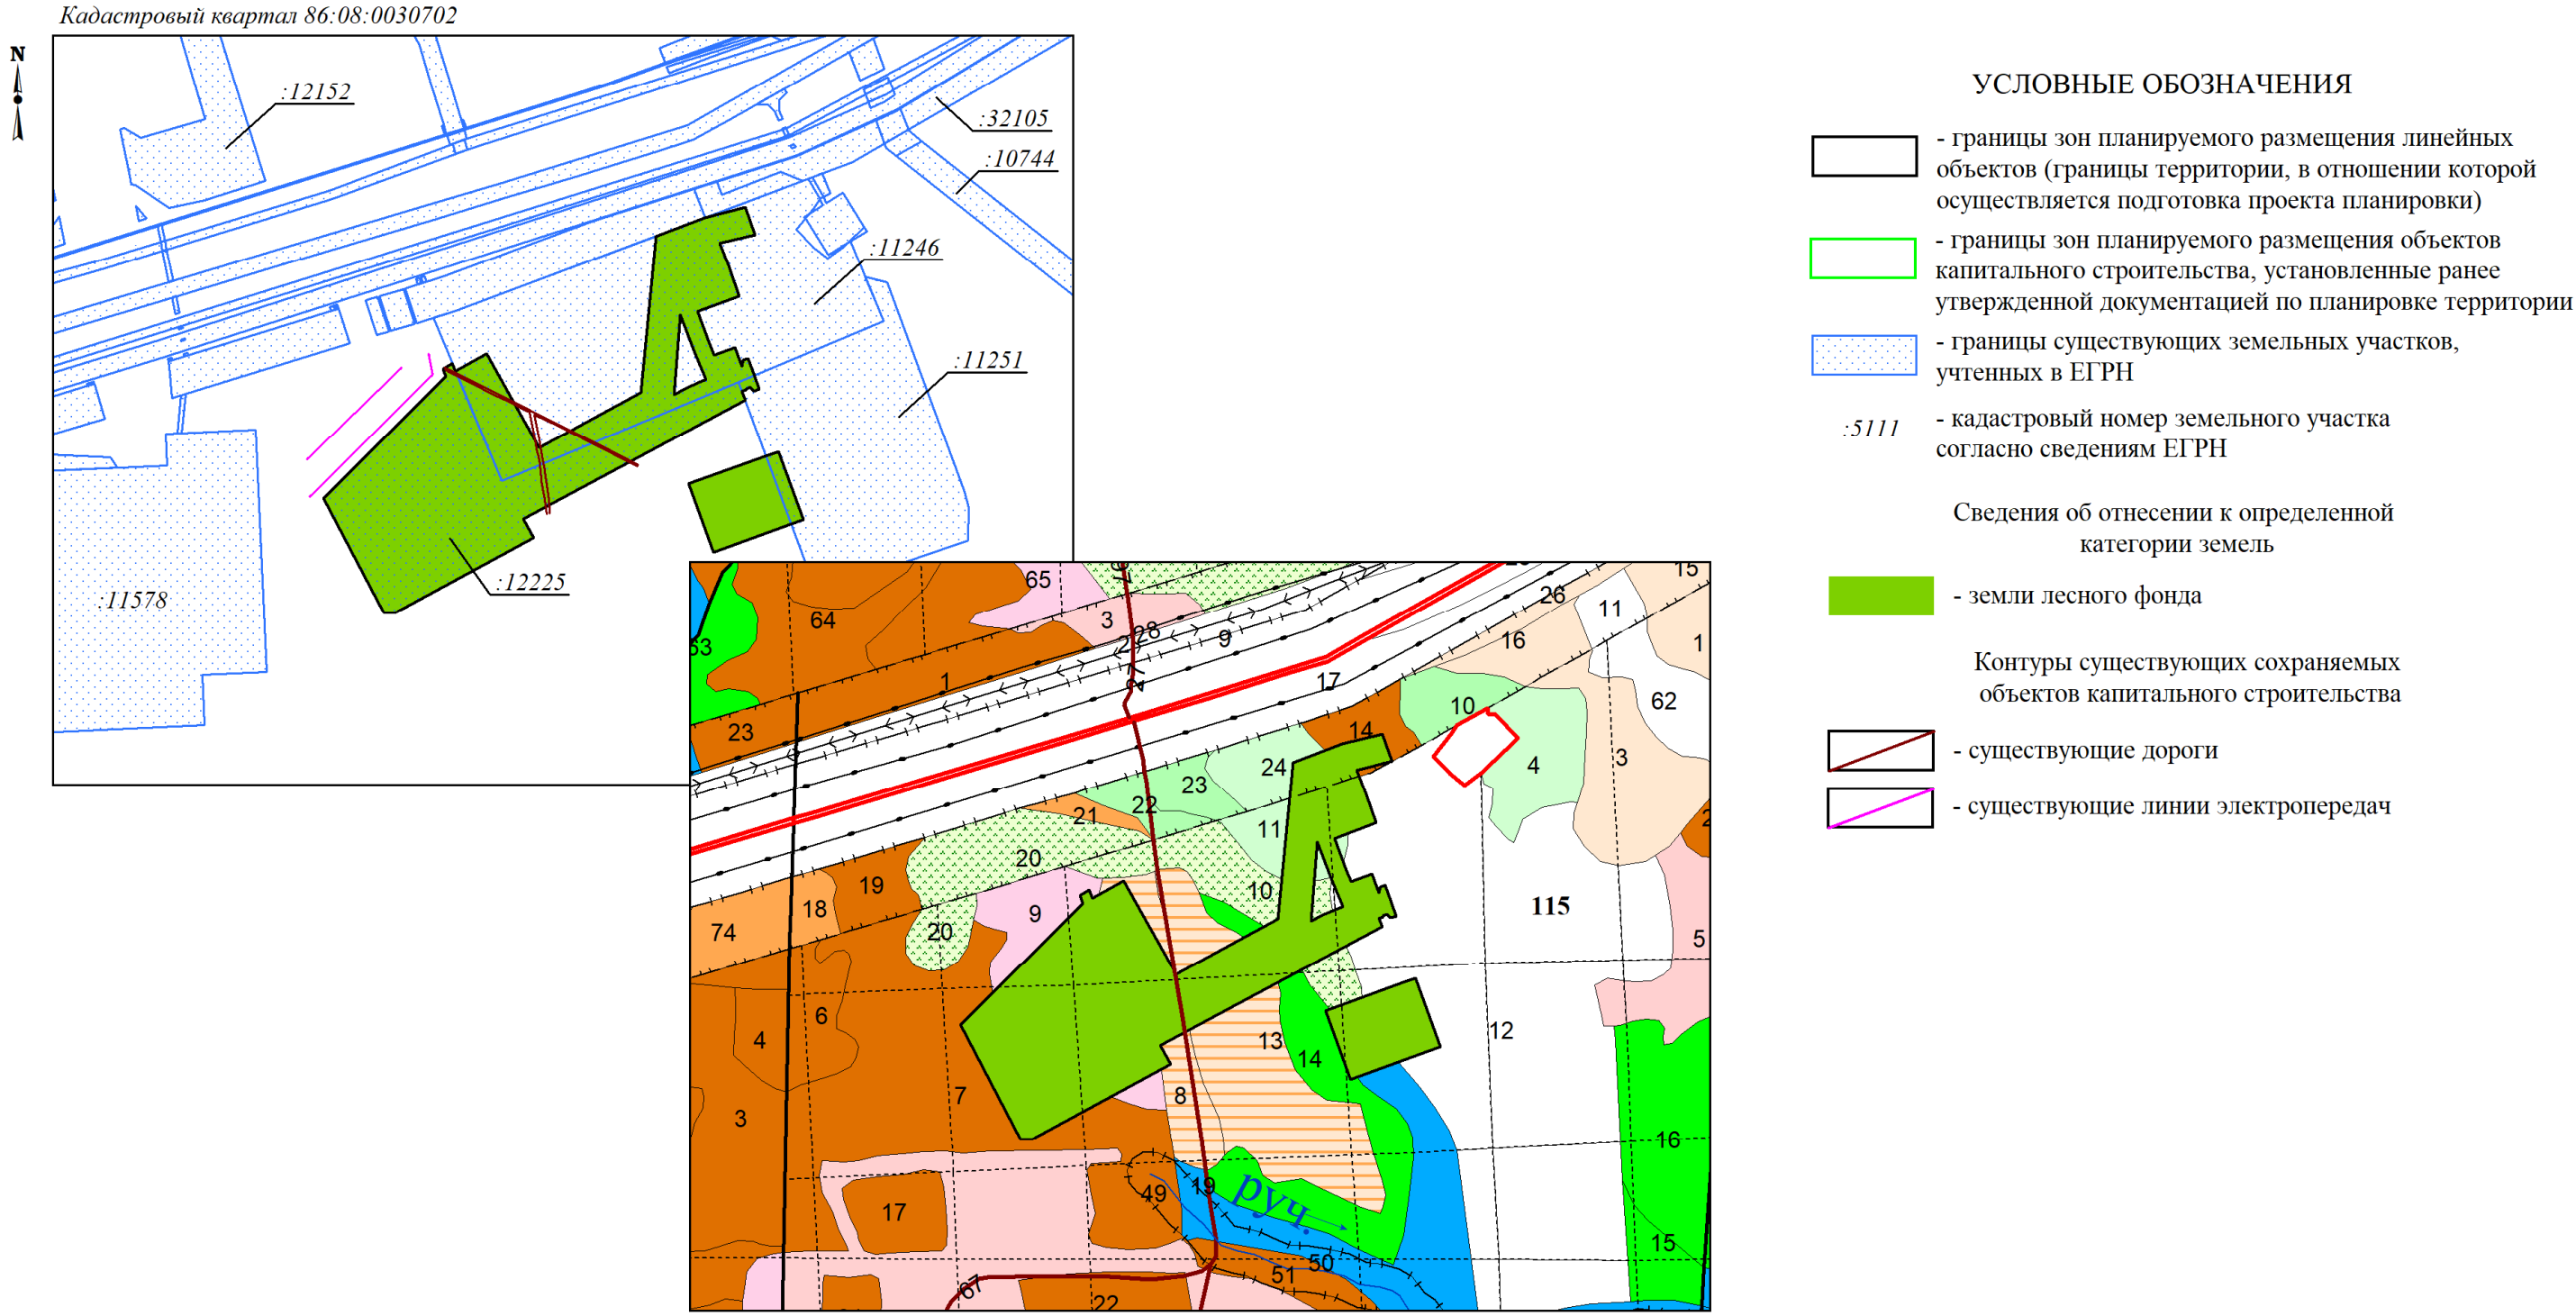 Кадастровый квартал 86:08:0030702
N
:12152
:32105
:10744
:11246
:11251
:12225
:11578
УСЛОВНЫЕ ОБОЗНАЧЕНИЯ
- границы зон планируемого размещения линейных
объектов (границы территории, в отношении которой
осуществляется подготовка проекта планировки)
- границы зон планируемого размещения объектов
капитального строительства, установленные ранее
утвержденной документацией по планировке территории
- границы существующих земельных участков,
учтенных в ЕГРН
:5111
- кадастровый номер земельного участка
согласно сведениям ЕГРН
Сведения об отнесении к определенной
категории земель
- земли лесного фонда
Контуры существующих сохраняемых
объектов капитального строительства
- существующие дороги
- существующие линии электропередач
65
15
64
3
26
11
28
9
16
1
63
1
17
62
10
23
14
24
4
3
23
22
21
11
20
19
10
18
9
115
74
20
5
6
12
4
13
14
7
8
3
16
49
19
руч.
17
15
50
51
67
22